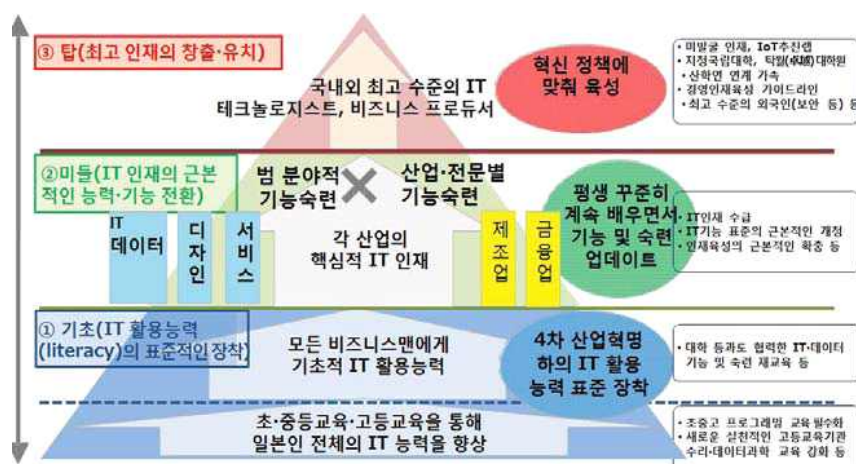 ③ 탑(최고 인재의 창출·유치)
국내외 최고 수준의 IT
테크놀로지스트, 비즈니스 프로듀서
혁신 정책에
맞춰 육성
• 미발굴 인재, IoT추진랩
• 지정국립대학, 탁월(卓越)대학원
• 산학연 연계 가속
• 경영인재육성 가이드라인
• 최고 수준의 외국인(보안 등) 등
②미들(IT 인재의 근본
적인 능력·기능 전환)
범 분야적
기능숙련
산업·전문별
기능숙련
IT
데이터
디자인
서비스
각 산업의
핵심적 IT 인재
제조업
금융업
평생 꾸준히
계속 배우면서
기능 및 숙련
업데이트
• IT인재 수급
• IT기능 표준의 근본적인 개정
• 인재육성의 근본적인 확충 등
① 기초(IT 활용능력
(literacy)의 표준적인 장착)
모든 비즈니스맨에게
기초적 IT 활용능력
4차 산업혁명
하의 IT 활용
능력 표준 장착
• 대학 등과도 협력한 IT·데이터
기능 및 숙련 재교육 등
초·중등교육·고등교육을 통해
일본인 전체의 IT 능력을 향상
• 초중고 프로그래밍 교육 필수화
• 새로운 실천적인 고등교육기관
수리·데이터과학 교육 강화 등